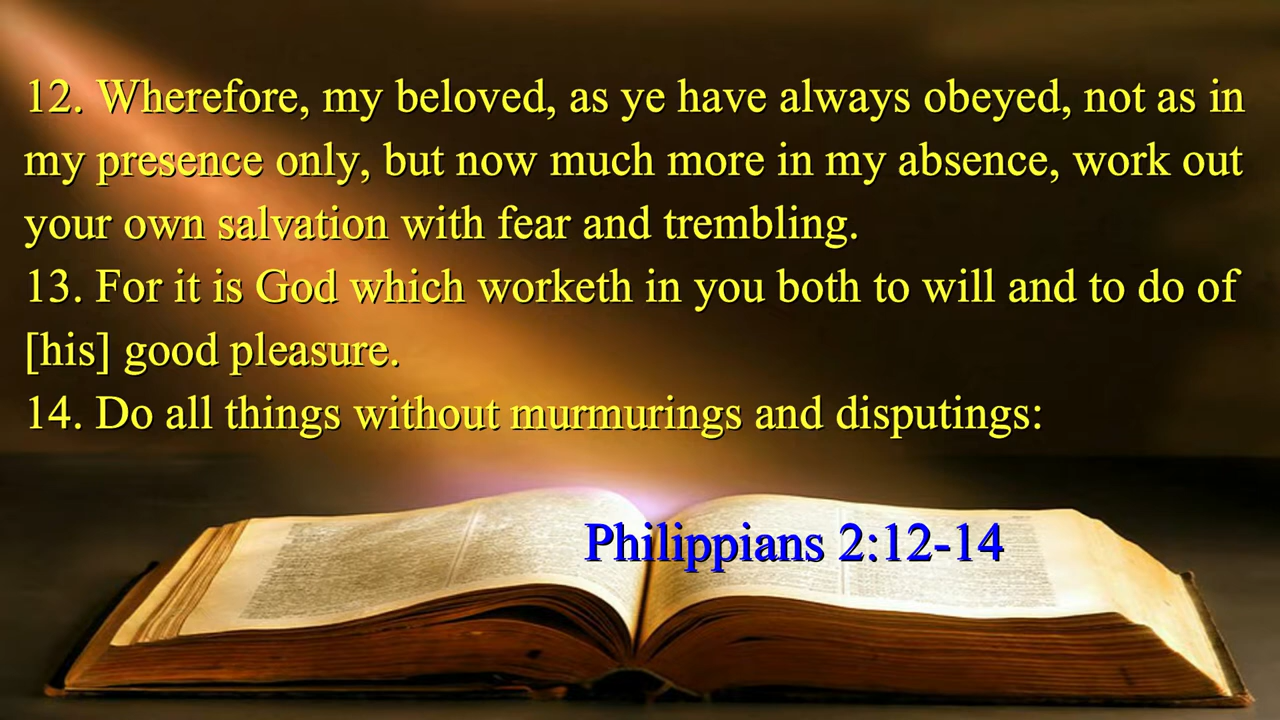 12. Wherefore, my beloved, as ye have always obeyed, not as in
my presence only, but now much more in my absence, work out
your own salvation with fear and trembling.
13. For it is God which worketh in you both to will and to do of
[his] good pleasure.
14. Do all things without murmurings and disputings:
Philippians 2:12-14